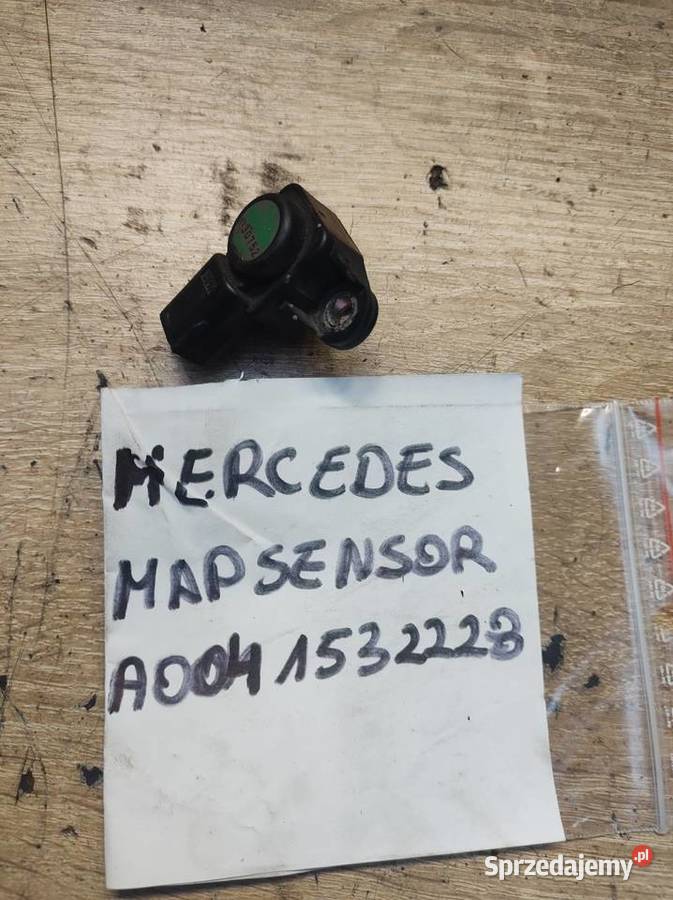 MERCEDES
MAPSENSOR
A0041532228
Sprzedajemy.pl